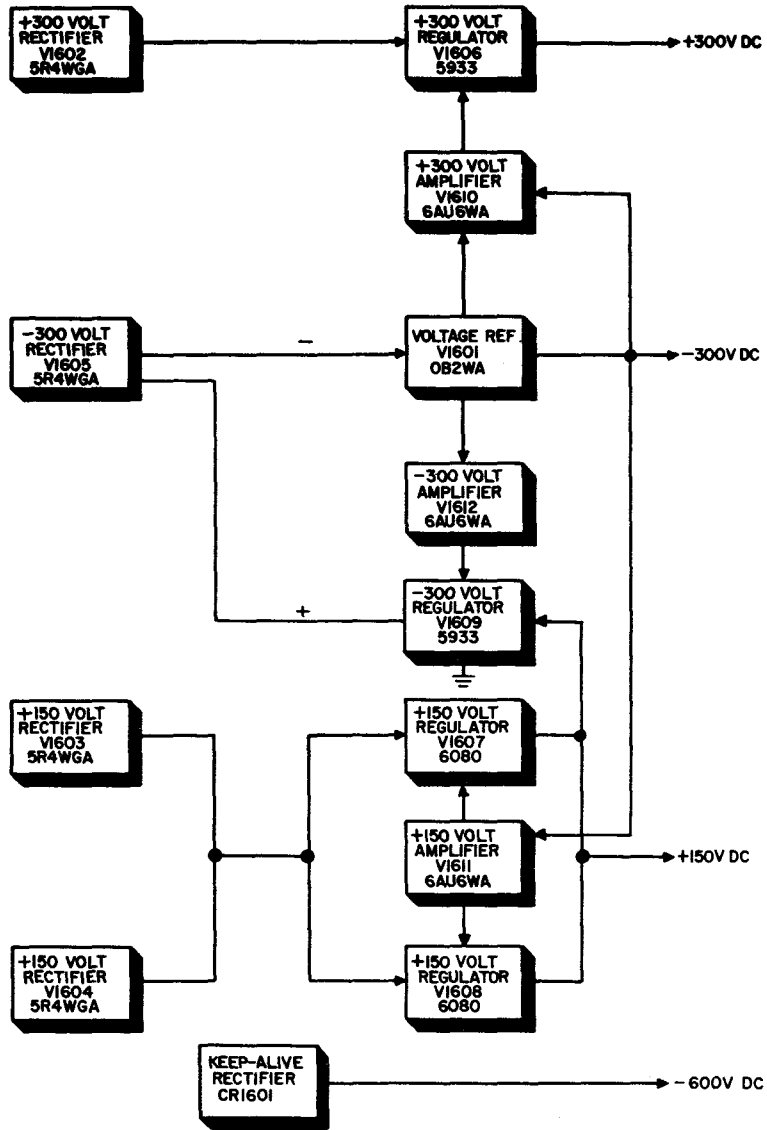 +300 VOLT
RECTIFIER
V1602
5R4WGA
+300 VOLT
REGULATOR
V1606
5933
+300V DC
+300 VOLT
AMPLIFIER
V1610
6AU6WA
-300 VOLT
RECTIFIER
V1605
5R4WGA
-
VOLTAGE REF.
V1601
OB2WA
-300V DC
-300 VOLT
AMPLIFIER
V1612
6AU6WA
+
-300 VOLT
REGULATOR
V1609
5933
+150 VOLT
RECTIFIER
V1603
5R4WGA
+150 VOLT
REGULATOR
V1607
6080
+150 VOLT
AMPLIFIER
V1611
6AU6WA
+150V DC
+150 VOLT
RECTIFIER
V1604
5R4WGA
+150 VOLT
REGULATOR
V1608
6080
KEEP-ALIVE
RECTIFIER
CR1601
-600V DC